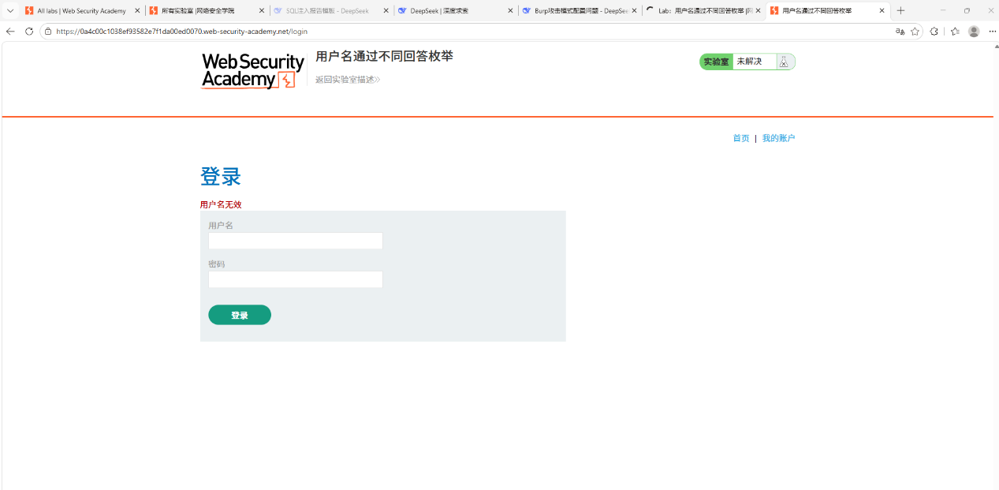 All labs | Web Security Academy
所有实验室 |网络安全学院
SQL注入报告模板 - DeepSeek
DeepSeek | 深度求索
Burp攻击模式配置问题 - DeepSee
Lab：用户名通过不同回答枚举 |网
用户名通过不同回答枚举
https://0a4c00c1038ef93582e7f1da00ed0070.web-security-academy.net/login
Web Security
Academy
用户名通过不同回答枚举
返回实验室描述
实验室 未解决
首页 | 我的账户
登录
用户名无效
用户名
密码
登录